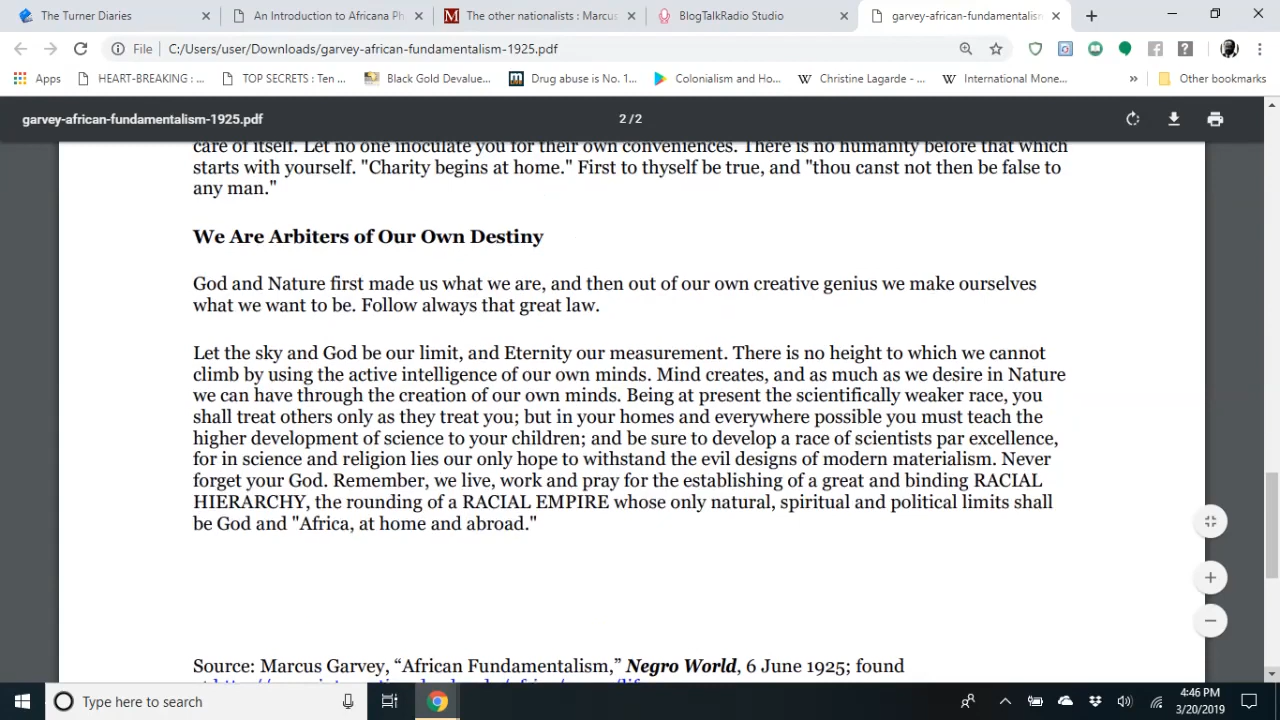 The Turner Diaries
An Introduction to Africana Ph
The other nationalists : Marcus
BlogTalkRadio Studio
garvey-african-fundamentalism
File
C:/Users/user/Downloads/garvey-african-fundamentalism-1925.pdf
Apps
HEART-BREAKING : ...
TOP SECRETS : Ten ...
Black Gold Devalue...
Drug abuse is No. 1...
Colonialism and Ho...
Christine Lagarde - ...
International Mone...
»
Other bookmarks
garvey-african-fundamentalism-1925.pdf
2 / 2
care of itself. Let no one inoculate you for their own conveniences. There is no humanity before that which
starts with yourself. "Charity begins at home." First to thyself be true, and "thou canst not then be false to
any man."
We Are Arbiters of Our Own Destiny
God and Nature first made us what we are, and then out of our own creative genius we make ourselves
what we want to be. Follow always that great law.
Let the sky and God be our limit, and Eternity our measurement. There is no height to which we cannot
climb by using the active intelligence of our own minds. Mind creates, and as much as we desire in Nature
we can have through the creation of our own minds. Being at present the scientifically weaker race, you
shall treat others only as they treat you; but in your homes and everywhere possible you must teach the
higher development of science to your children; and be sure to develop a race of scientists par excellence,
for in science and religion lies our only hope to withstand the evil designs of modern materialism. Never
forget your God. Remember, we live, work and pray for the establishing of a great and binding RACIAL
HIERARCHY, the rounding of a RACIAL EMPIRE whose only natural, spiritual and political limits shall
be God and "Africa, at home and abroad."
Source: Marcus Garvey, “African Fundamentalism,” Negro World, 6 June 1925; found
Type here to search
4:46 PM
3/20/2019